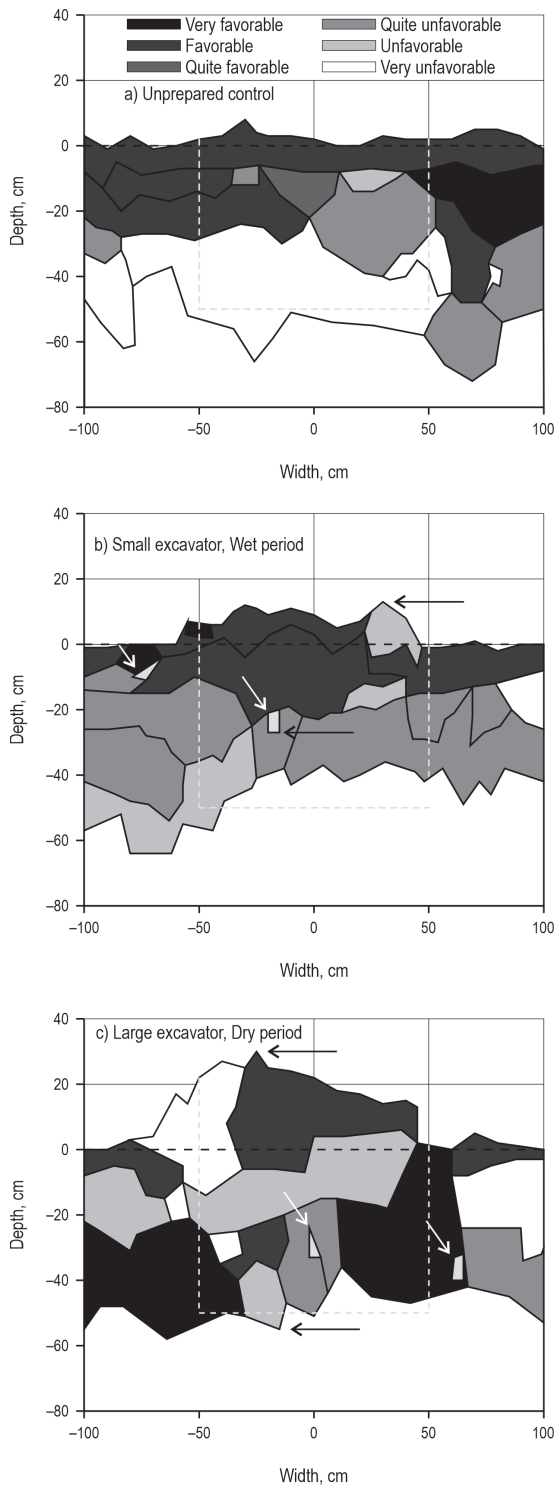 40
Very favorable
Quite unfavorable
Favorable
Unfavorable
Quite favorable
Very unfavorable
20
a) Unprepared control
0
–20
–40
–60
–80
Depth, cm
–100
–50
0
50
100
Width, cm
40
b) Small excavator, Wet period
20
0
–20
–40
–60
–80
Depth, cm
–100
–50
0
50
100
Width, cm
40
c) Large excavator, Dry period
20
0
–20
–40
–60
–80
Depth, cm
–100
–50
0
50
100
Width, cm